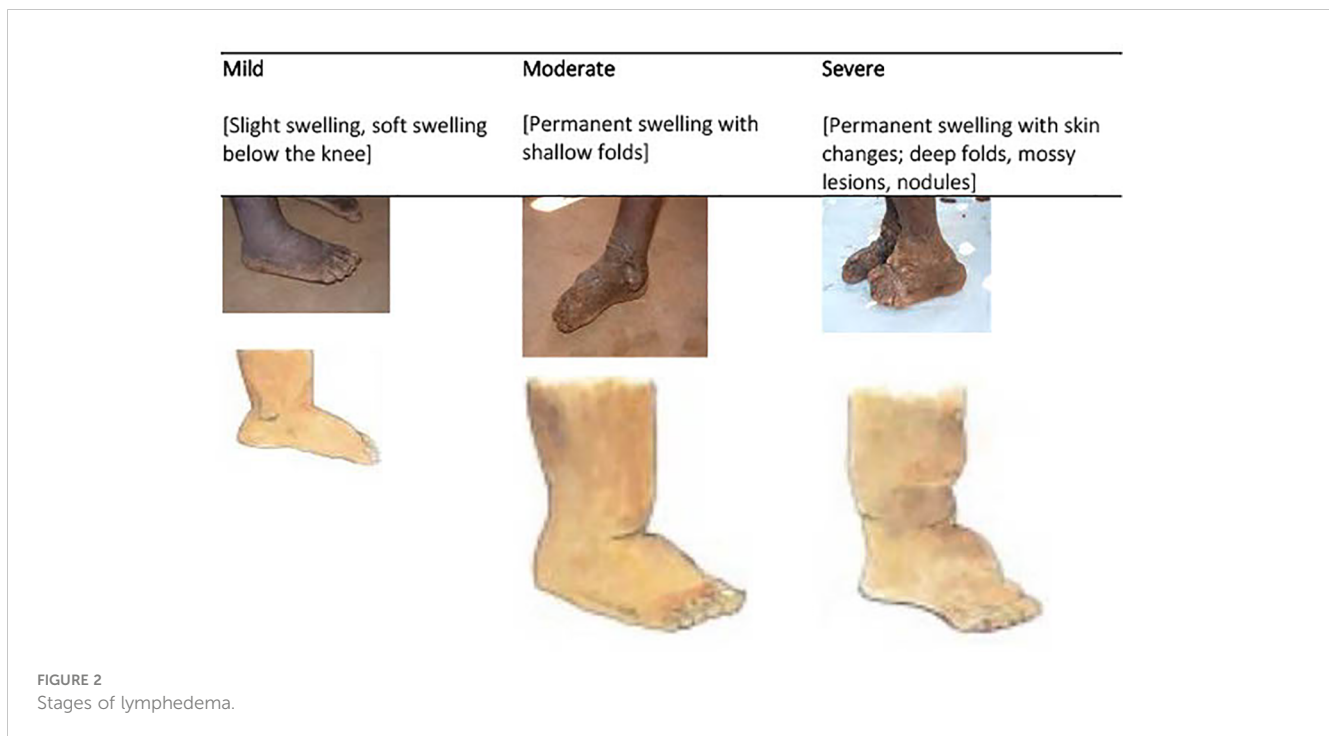 Mild
Moderate
Severe
[Slight swelling, soft swelling
below the knee]
[Permanent swelling with
shallow folds]
[Permanent swelling with skin
changes; deep folds, mossy
lesions, nodules]
FIGURE 2
Stages of lymphedema.